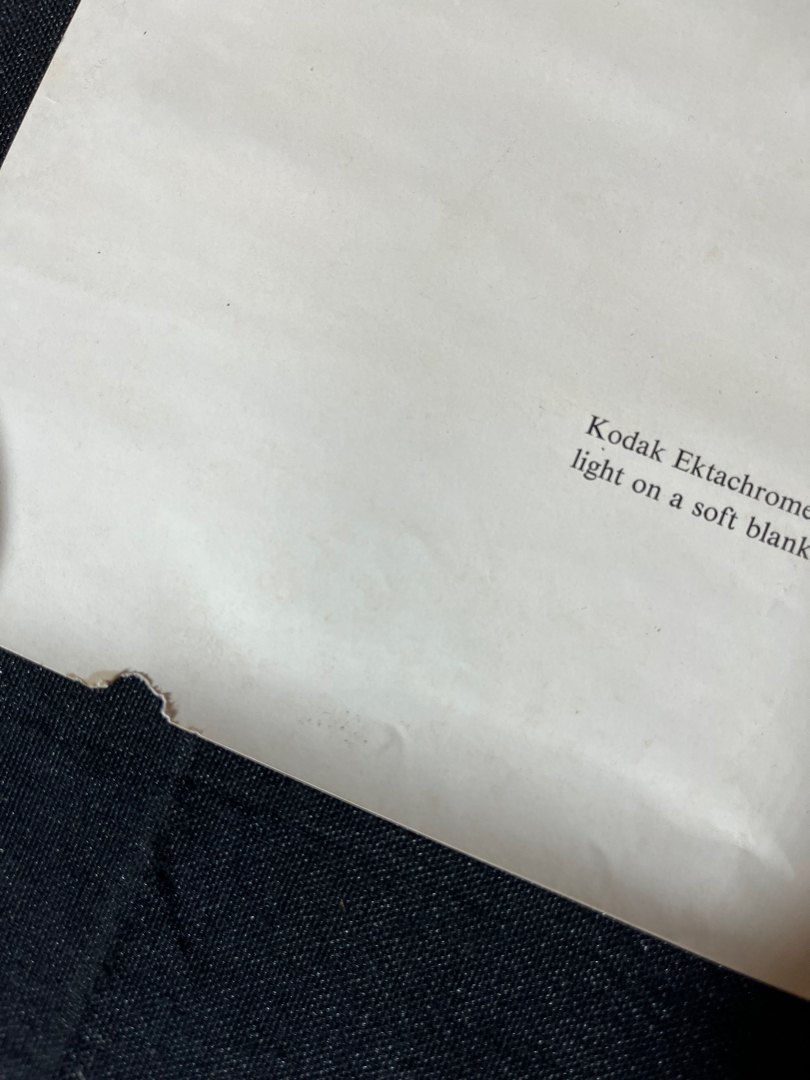 Kodak Ektachrome
light on a soft blank